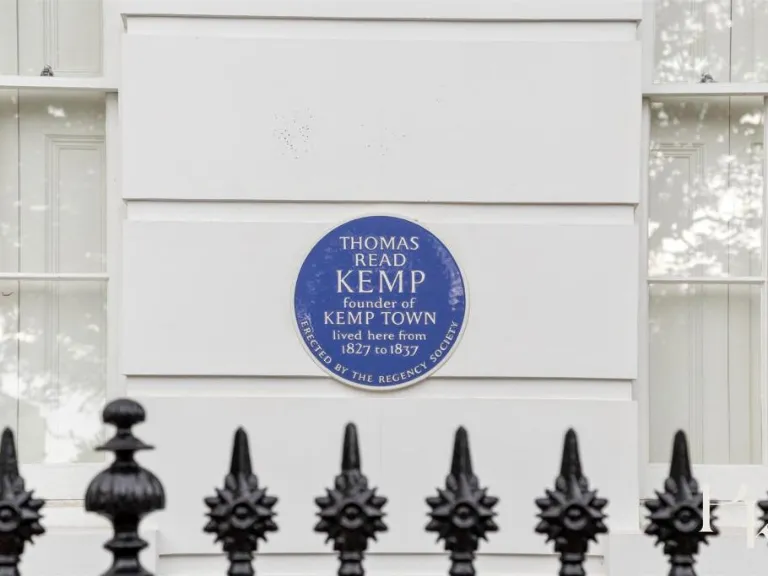 THOMAS
READ
KEMP
founder of
KEMP TOWN
lived here from
1827 to 1837
ERECTED BY THE REGENCY SOCIETY